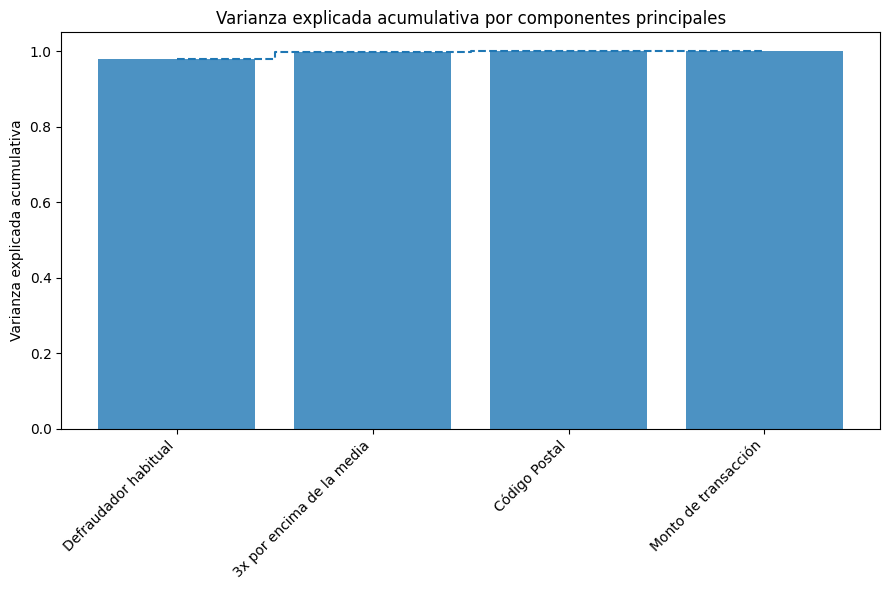 Varianza explicada acumulativa por componentes principales
Varianza explicada acumulativa
1.0
0.8
0.6
0.4
0.2
0.0
Defraudador habitual
3x por encima de la media
Código Postal
Monto de transacción